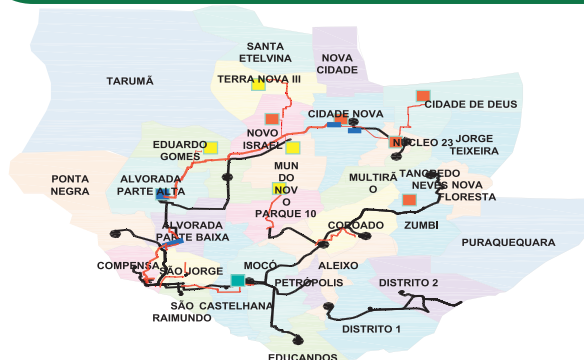 SANTA
ETELVINA
NOVA
CIDADE
TARUMÃ
TERRA NOVA III
CIDADE DE DEUS
CIDADE NOVA
NOVO
ISRAEL
EDUARDO
GOMES
NÚCLEO 23
JORGE
TEIXEIRA
PONTA
NEGRA
ALVORADA
PARTE ALTA
MUN
DO
NOV
O
MULTIRÃ
O
TANCREDO
NEVES
NOVA
FLORESTA
PARQUE 10
ALVORADA
PARTE BAIXA
COROADO
ZUMBI
PURAQUEQUARA
COMPENSA
SÃO JORGE
MOCÓ
ALEIXO
PETRÓPOLIS
DISTRITO 2
SÃO
RAIMUNDO
CASTELHANA
DISTRITO 1
EDUCANDOS